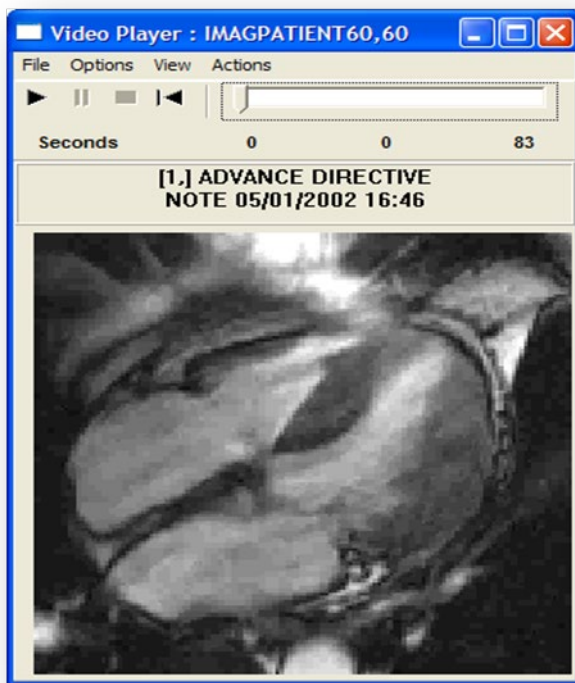 Video Player : IMAGPATIENT60,60
File Options View Actions
Seconds 0 0 83
[1,] ADVANCE DIRECTIVE
NOTE 05/01/2002 16:46